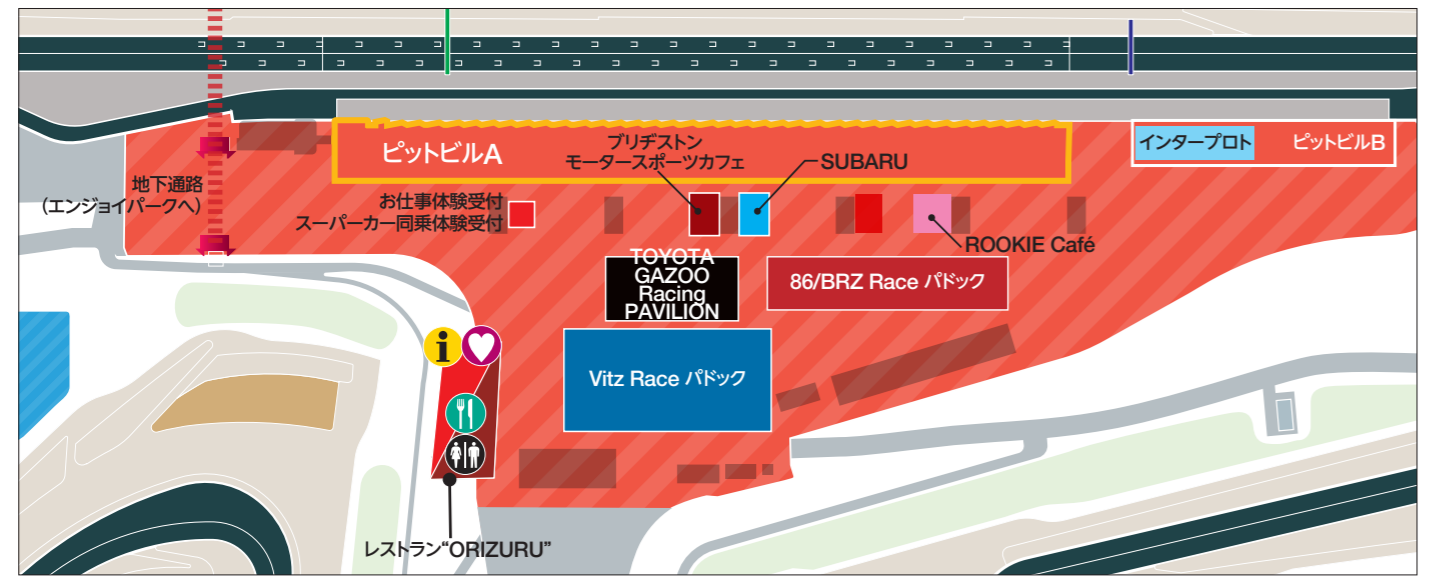 ピットビルA
ブリヂストン
モータースポーツカフェ
SUBARU
インタープロト
ピットビルB
地下通路
（エンジョイパークへ）
お仕事体験受付
スーパーカー同乗体験受付
ROOKIE Café
TOYOTA
GAZOO
Racing
PAVILION
86/BRZ Race パドック
Vitz Race パドック
レストラン“ORIZURU”